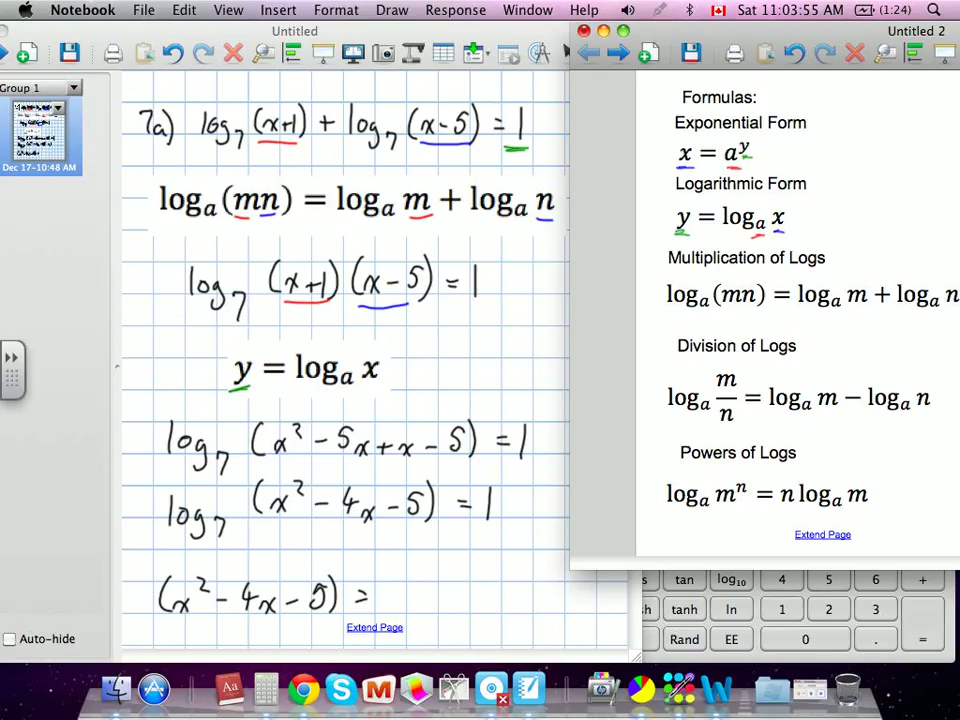 Notebook File Edit View Insert Format Draw Response Window Help Sat 11:03:55 AM (1:24)
Untitled
Untitled 2
Group 1
Dec 17-10:48 AM
Auto-hide
7a) log₇ (x+1) + log₇ (x-5) = 1
logₐ(mn) = logₐ m + logₐ n
log₇ (x+1) (x-5) = 1
y = logₐ x
log₇ (x² - 5x + x - 5) = 1
log₇ (x² - 4x - 5) = 1
(x² - 4x - 5) =
Extend Page
Formulas:
Exponential Form
x = aʸ
Logarithmic Form
y = logₐ x
Multiplication of Logs
logₐ(mn) = logₐ m + logₐ n
Division of Logs
logₐ m/n = logₐ m − logₐ n
Powers of Logs
logₐ mⁿ = n logₐ m
Extend Page
tan log₁₀ 4 5 6 +
tanh ln 1 2 3
Rand EE 0 . =